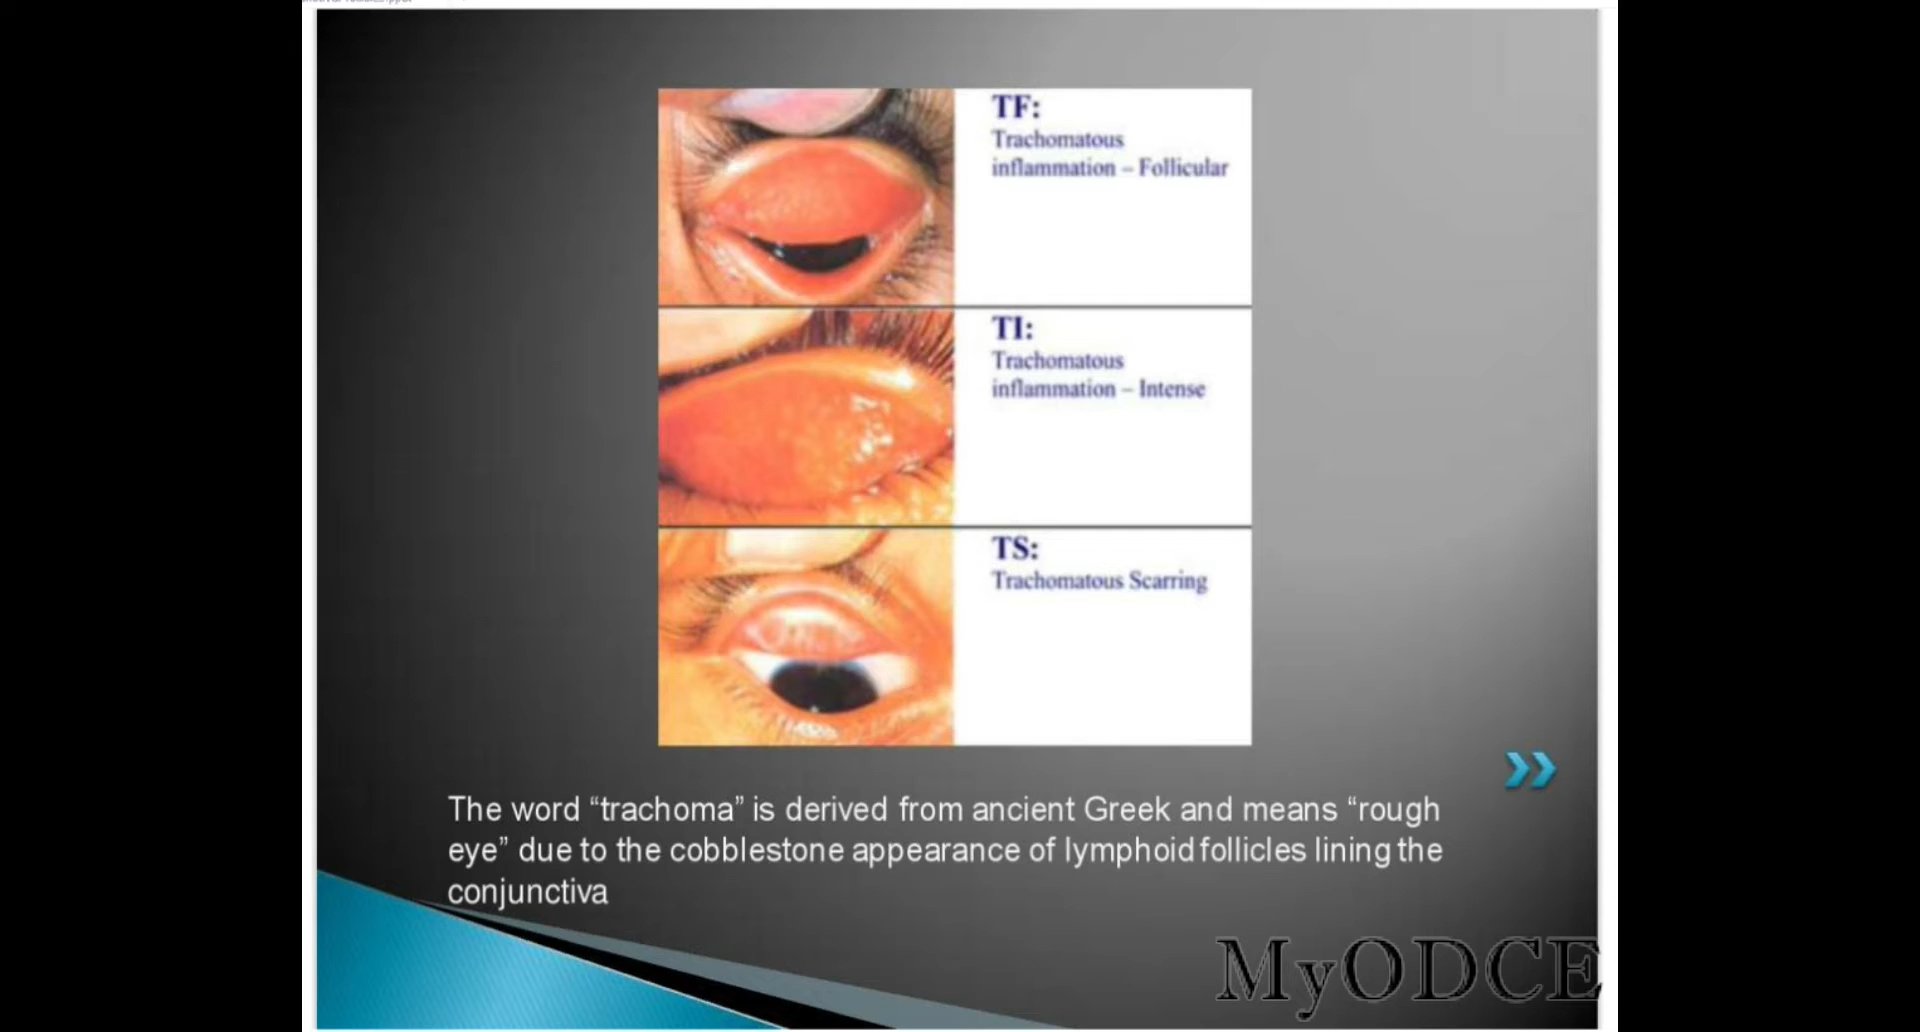 TF:
Trachomatous
inflammation – Follicular
TI:
Trachomatous
inflammation – Intense
TS:
Trachomatous Scarring
The word “trachoma” is derived from ancient Greek and means “rough
eye” due to the cobblestone appearance of lymphoid follicles lining the
conjunctiva
MyODCE